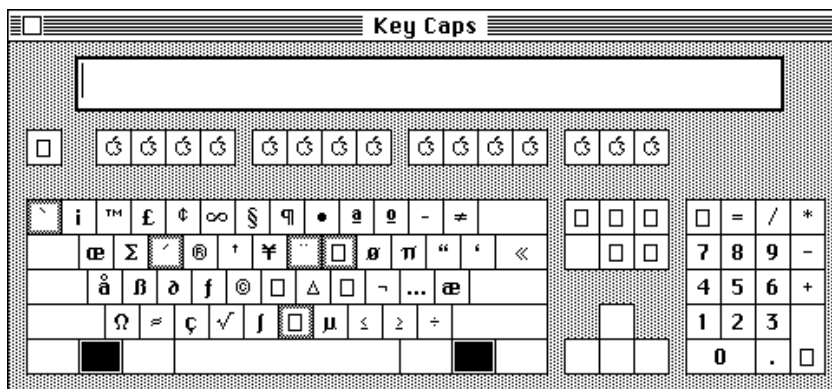 Key Caps
` ¡ ™ £ ¢ ∞ § ¶ • ª º – ≠ = / *
œ Σ ´ ® † ¥ ¨ ø π “ ‘ « 7 8 9 -
å ß ∂ ƒ © ∆ ¬ … æ 4 5 6 +
Ω ≈ ç √ ∫ µ ≤ ≥ ÷ 1 2 3
0 .